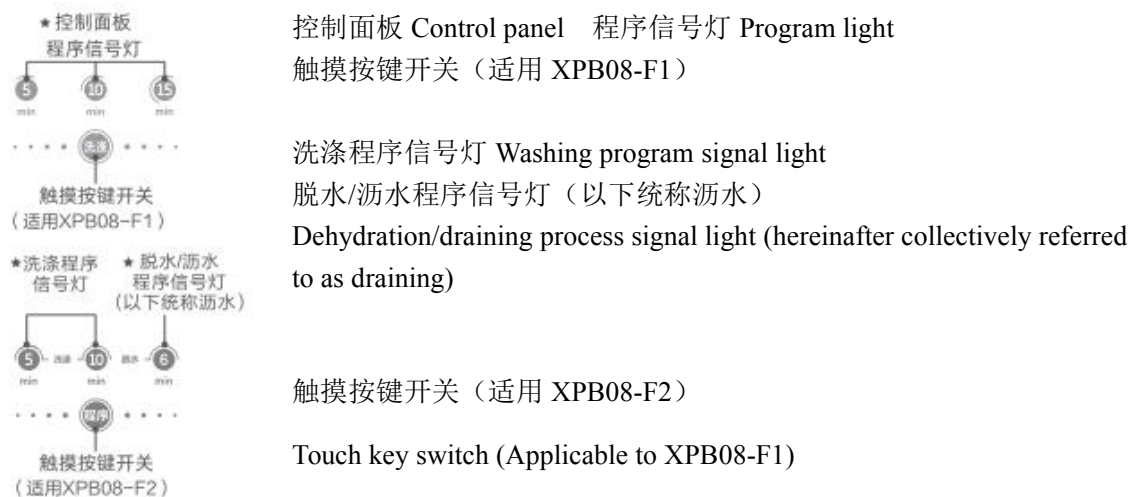 ★控制面板
程序信号灯
5 10 15
min min min
洗涤
触摸按键开关
（适用XPB08-F1）
★洗涤程序
信号灯
★脱水/沥水
程序信号灯
（以下统称沥水）
5 洗涤 10 脱水 6
min min min
程序
触摸按键开关
（适用XPB08-F2）
控制面板 Control panel 程序信号灯 Program light
触摸按键开关（适用 XPB08-F1）
洗涤程序信号灯 Washing program signal light
脱水/沥水程序信号灯（以下统称沥水）
Dehydration/draining process signal light (hereinafter collectively referred
to as draining)
触摸按键开关（适用 XPB08-F2）
Touch key switch (Applicable to XPB08-F1)